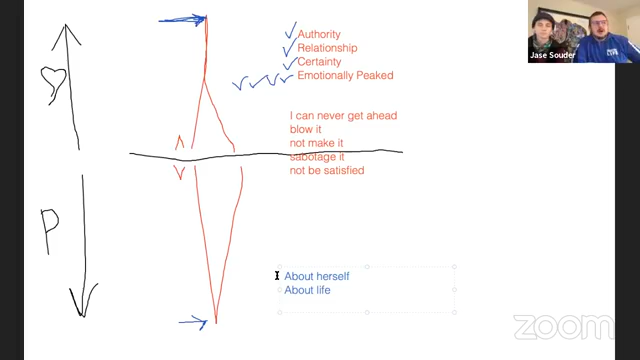 Authority
Relationship
Certainty
Emotionally Peaked
I can never get ahead
blow it
not make it
sabotage it
not be satisfied
P
About herself
About life
Jase Souder
zoom